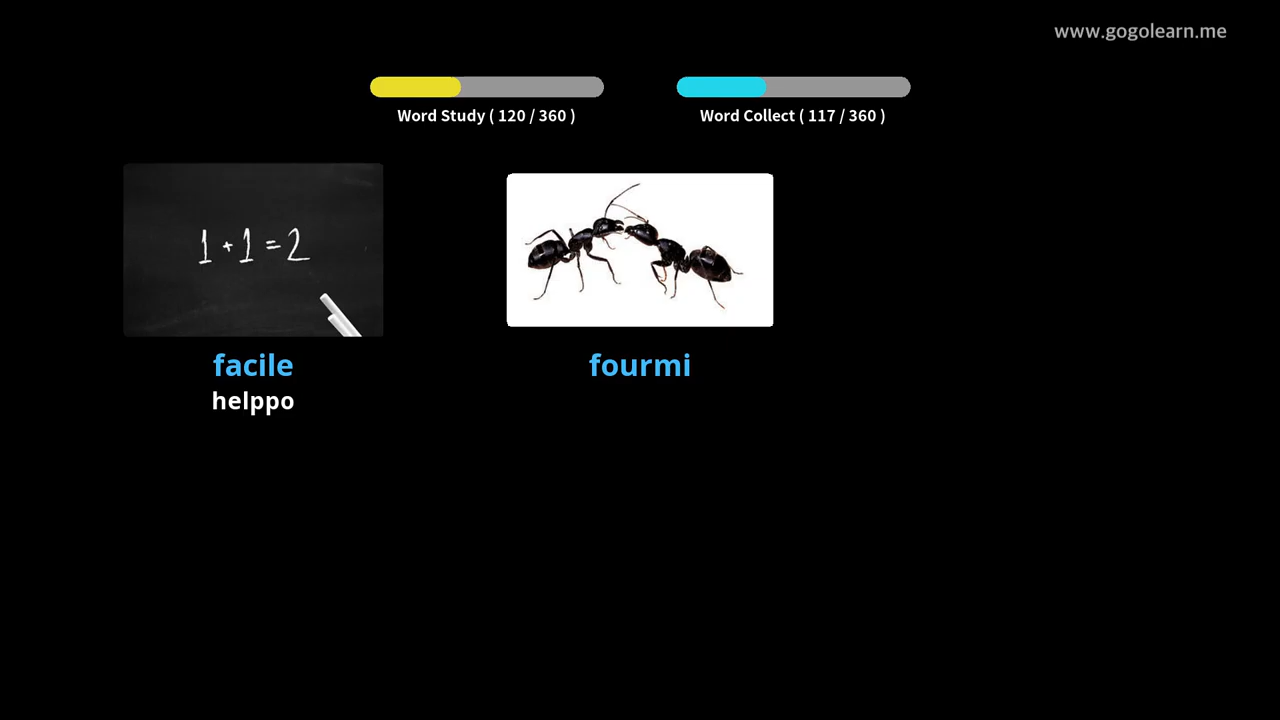 www.gogolearn.me
Word Study ( 120 / 360 )
Word Collect ( 117 / 360 )
1 + 1 = 2
facile
helppo
fourmi